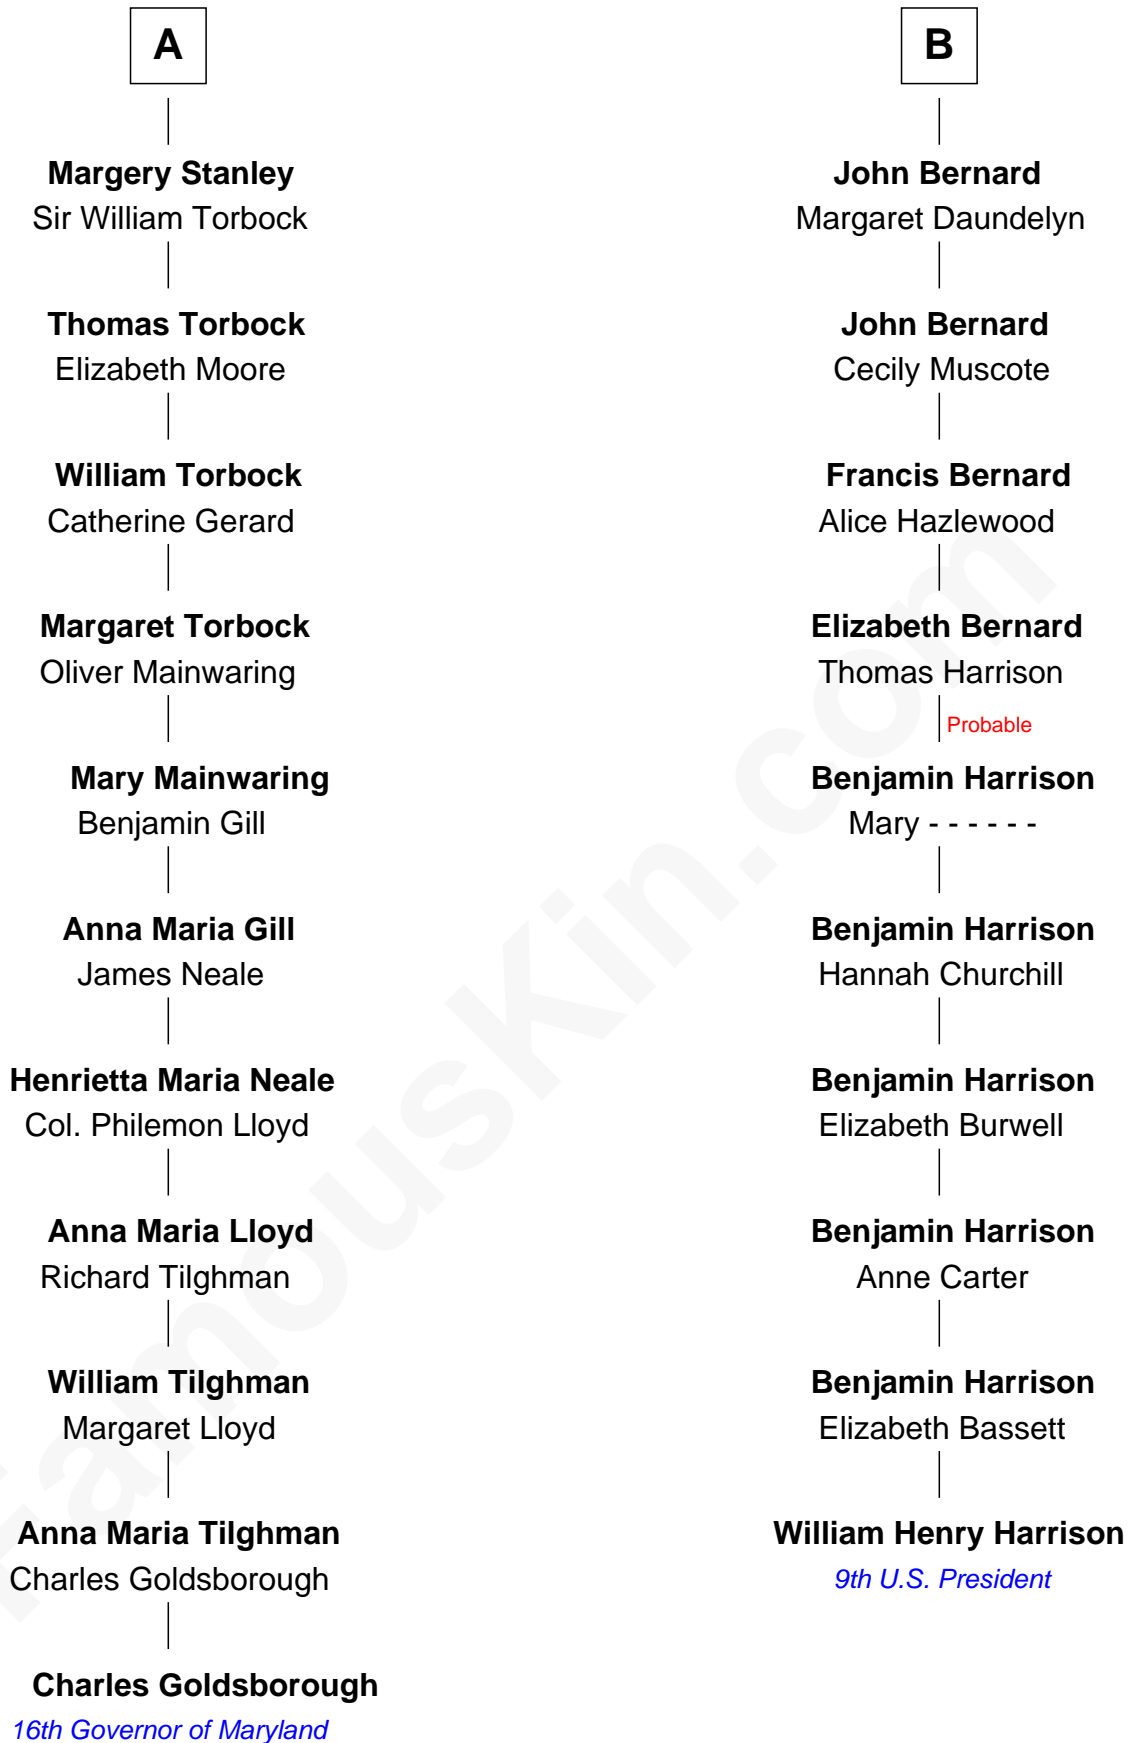 A
Margery Stanley
Sir William Torbock
Thomas Torbock
Elizabeth Moore
William Torbock
Catherine Gerard
Margaret Torbock
Oliver Mainwaring
Mary Mainwaring
Benjamin Gill
Anna Maria Gill
James Neale
Henrietta Maria Neale
Col. Philemon Lloyd
Anna Maria Lloyd
Richard Tilghman
William Tilghman
Margaret Lloyd
Anna Maria Tilghman
Charles Goldsborough
Charles Goldsborough
16th Governor of Maryland
B
John Bernard
Margaret Daundelyn
John Bernard
Cecily Muscote
Francis Bernard
Alice Hazlewood
Elizabeth Bernard
Thomas Harrison
Probable
Benjamin Harrison
Mary - - - - - -
Benjamin Harrison
Hannah Churchill
Benjamin Harrison
Elizabeth Burwell
Benjamin Harrison
Anne Carter
Benjamin Harrison
Elizabeth Bassett
William Henry Harrison
9th U.S. President
FamousKin.com